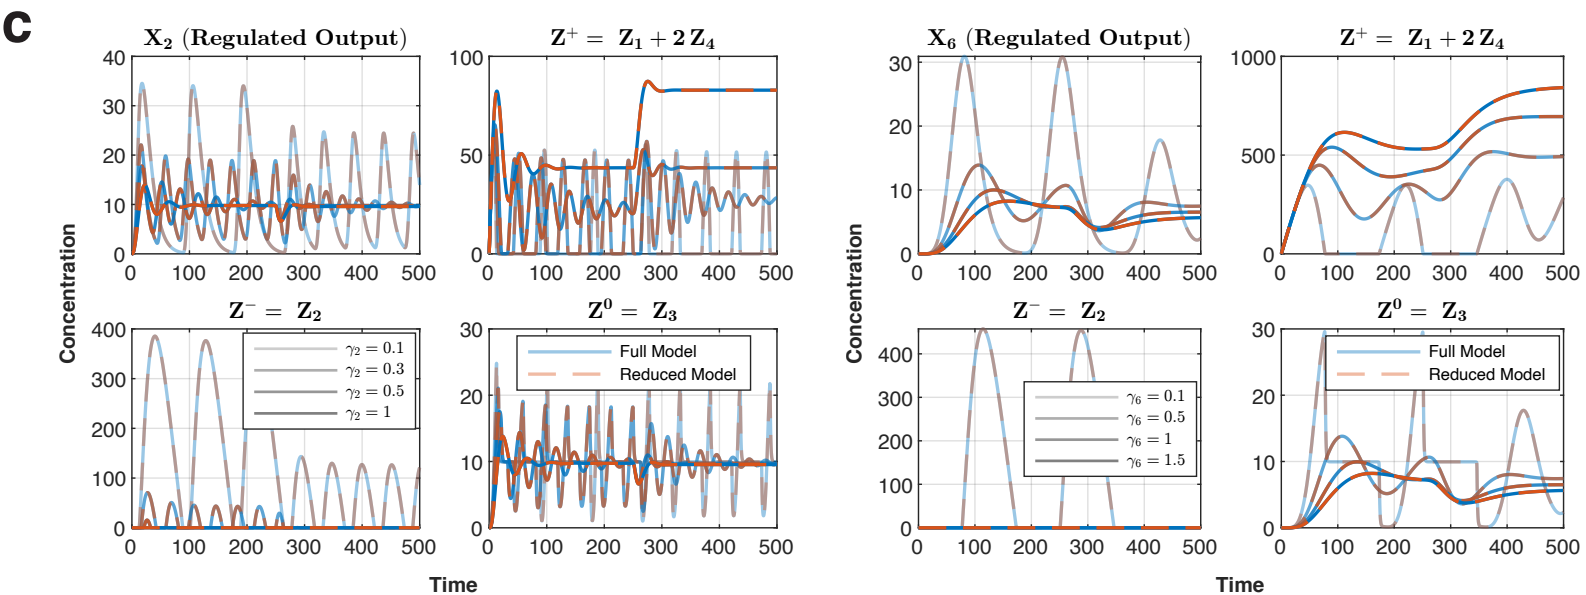 C
X₂ (Regulated Output)
Z⁺ = Z₁ + 2 Z₄
X₆ (Regulated Output)
Z⁺ = Z₁ + 2 Z₄
40
30
20
10
0
0 100 200 300 400 500
100
50
0
0 100 200 300 400 500
30
20
10
0
0 100 200 300 400 500
1000
500
0
0 100 200 300 400 500
Concentration
Z⁻ = Z₂
Z⁰ = Z₃
Concentration
Z⁻ = Z₂
Z⁰ = Z₃
400
300
200
100
0
γ₂ = 0.1
γ₂ = 0.3
γ₂ = 0.5
γ₂ = 1
0 100 200 300 400 500
30
20
10
0
Full Model
Reduced Model
0 100 200 300 400 500
400
300
200
100
0
γ₆ = 0.1
γ₆ = 0.5
γ₆ = 1
γ₆ = 1.5
0 100 200 300 400 500
30
20
10
0
Full Model
Reduced Model
0 100 200 300 400 500
Time
Time